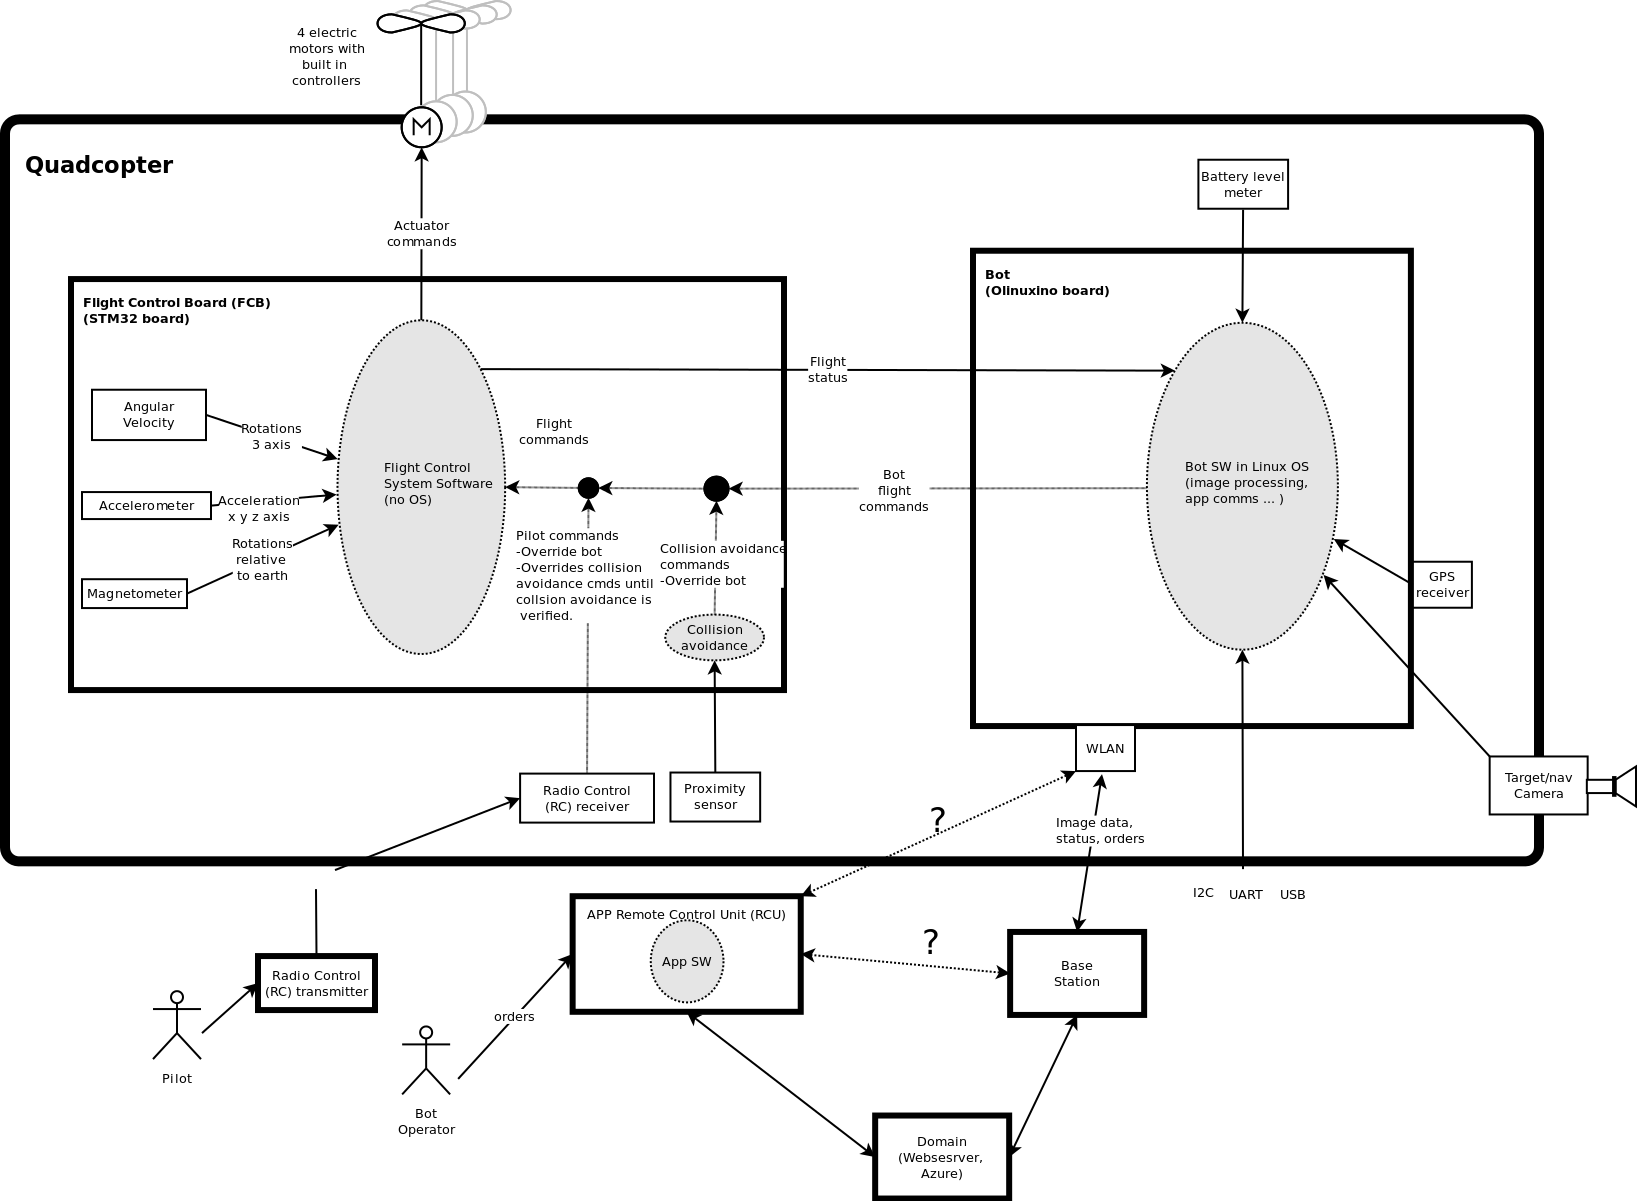 4 electric
motors with
built in
controllers
M
Quadcopter
Battery level
meter
Actuator
commands
Flight Control Board (FCB)
(STM32 board)
Bot
(Olinuxino board)
Flight
status
Angular
Velocity
Rotations
3 axis
Flight
commands
Flight Control
System Software
(no OS)
Bot
flight
commands
Bot SW in Linux OS
(image processing,
app comms ... )
Accelerometer
Acceleration
x y z axis
Rotations
relative
to earth
Magnetometer
Pilot commands
-Override bot
-Overrides collision
avoidance cmds until
collsion avoidance is
verified.
Collision avoidance
commands
-Override bot
Collision
avoidance
GPS
receiver
WLAN
Radio Control
(RC) receiver
Proximity
sensor
Target/nav
Camera
?
Image data,
status, orders
I2C
UART
USB
APP Remote Control Unit (RCU)
App SW
?
Base
Station
Radio Control
(RC) transmitter
orders
Pilot
Bot
Operator
Domain
(Websesrver,
Azure)